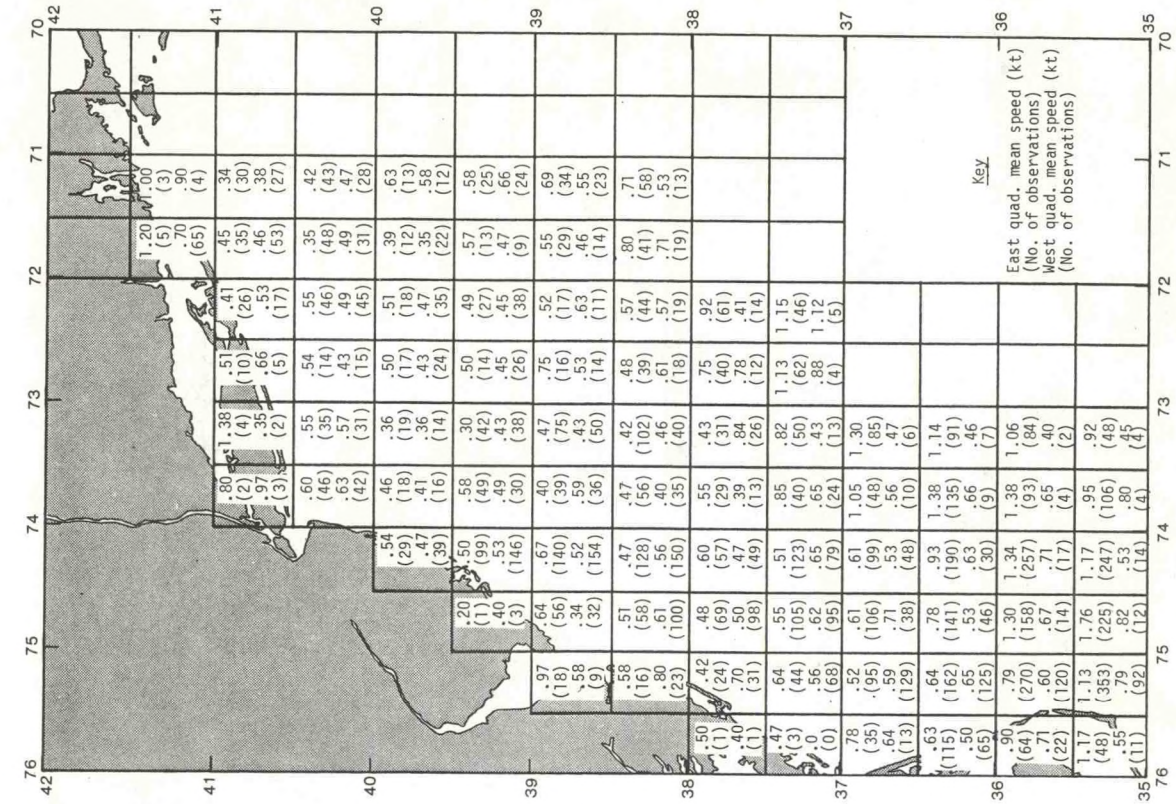 76 75 74 73 72 71 70
42 42
1.20 1.00
(5) (3)
.70 .90
(65) (4)
41 41
.80 1.38 .51 .41 .45 .34
(2) (4) (10) (26) (35) (30)
.97 .35 .66 .53 .46 .38
(3) (2) (5) (17) (53) (27)
.60 .55 .54 .55 .35 .42
(46) (35) (14) (46) (48) (43)
.63 .57 .43 .49 .49 .47
(42) (31) (15) (45) (31) (28)
40 40
.54 .46 .36 .50 .51 .39 .63
(29) (18) (19) (17) (18) (12) (13)
.47 .41 .36 .43 .47 .35 .58
(39) (16) (14) (24) (35) (22) (12)
.20 .50 .58 .30 .50 .49 .57 .58
(1) (99) (49) (42) (14) (27) (13) (25)
.40 .53 .49 .43 .45 .45 .47 .66
(3) (146) (30) (38) (26) (38) (9) (24)
39 39
.97 .64 .67 .40 .47 .75 .52 .55 .69
(18) (56) (140) (39) (75) (16) (17) (29) (34)
.58 .34 .52 .59 .43 .53 .63 .46 .55
(9) (32) (154) (36) (50) (14) (11) (14) (23)
.58 .51 .47 .47 .42 .48 .57 .80 .71
(16) (58) (128) (56) (102) (39) (44) (41) (58)
.80 .61 .56 .40 .46 .61 .57 .71 .53
(23) (100) (150) (35) (40) (18) (19) (19) (13)
38 38
.50 .42 .48 .60 .55 .43 .75 .92
(1) (24) (69) (57) (29) (31) (40) (61)
.40 .70 .50 .47 .39 .84 .78 .41
(1) (31) (98) (49) (13) (26) (12) (14)
.47 .64 .55 .51 .85 .82 1.13 1.15
(3) (44) (105) (123) (40) (50) (62) (46)
.0 .56 .62 .65 .65 .43 .88 1.12
(0) (68) (95) (79) (24) (13) (4) (5)
37 37
.78 .52 .61 .61 1.05 1.30
(35) (95) (106) (99) (48) (85)
.64 .59 .71 .53 .56 .47
(13) (129) (38) (48) (10) (6)
.63 .64 .78 .93 1.38 1.14
(115) (162) (141) (190) (135) (91)
.50 .65 .53 .63 .66 .46
(65) (125) (46) (30) (9) (7)
36 36
.90 .79 1.30 1.34 1.38 1.06
(64) (270) (158) (257) (93) (84)
.71 .60 .67 .71 .65 .40
(22) (120) (14) (17) (4) (2)
1.17 1.13 1.76 1.17 .95 .92
(48) (353) (225) (247) (106) (48)
.55 .79 .82 .53 .80 .45
(11) (92) (12) (14) (4) (4)
Key
East quad. mean speed (kt)
(No. of observations)
West quad. mean speed (kt)
(No. of observations)
35
76 75 74 73 72 71 70